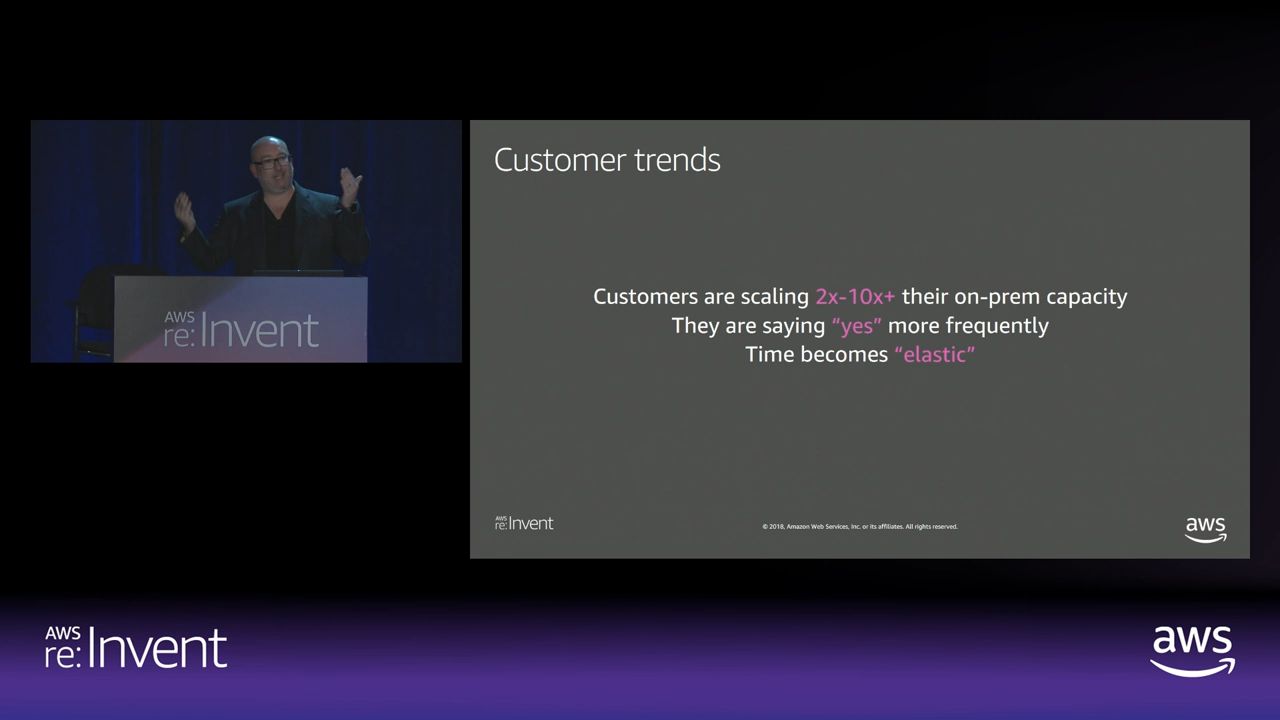 AWS
re:Invent
Customer trends
Customers are scaling 2x-10x+ their on-prem capacity
They are saying “yes” more frequently
Time becomes “elastic”
AWS
re:Invent
© 2018, Amazon Web Services, Inc. or its affiliates. All rights reserved.
aws
AWS
re:Invent
aws